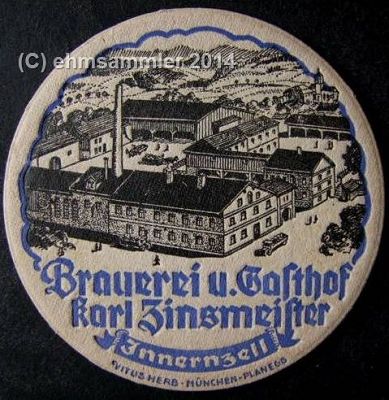 (C) ehmsammler 2014
Brauerei u. Gasthof
Karl Zinsmeister
Innernzell
VITUS HERB · MÜNCHEN-PLANEGG